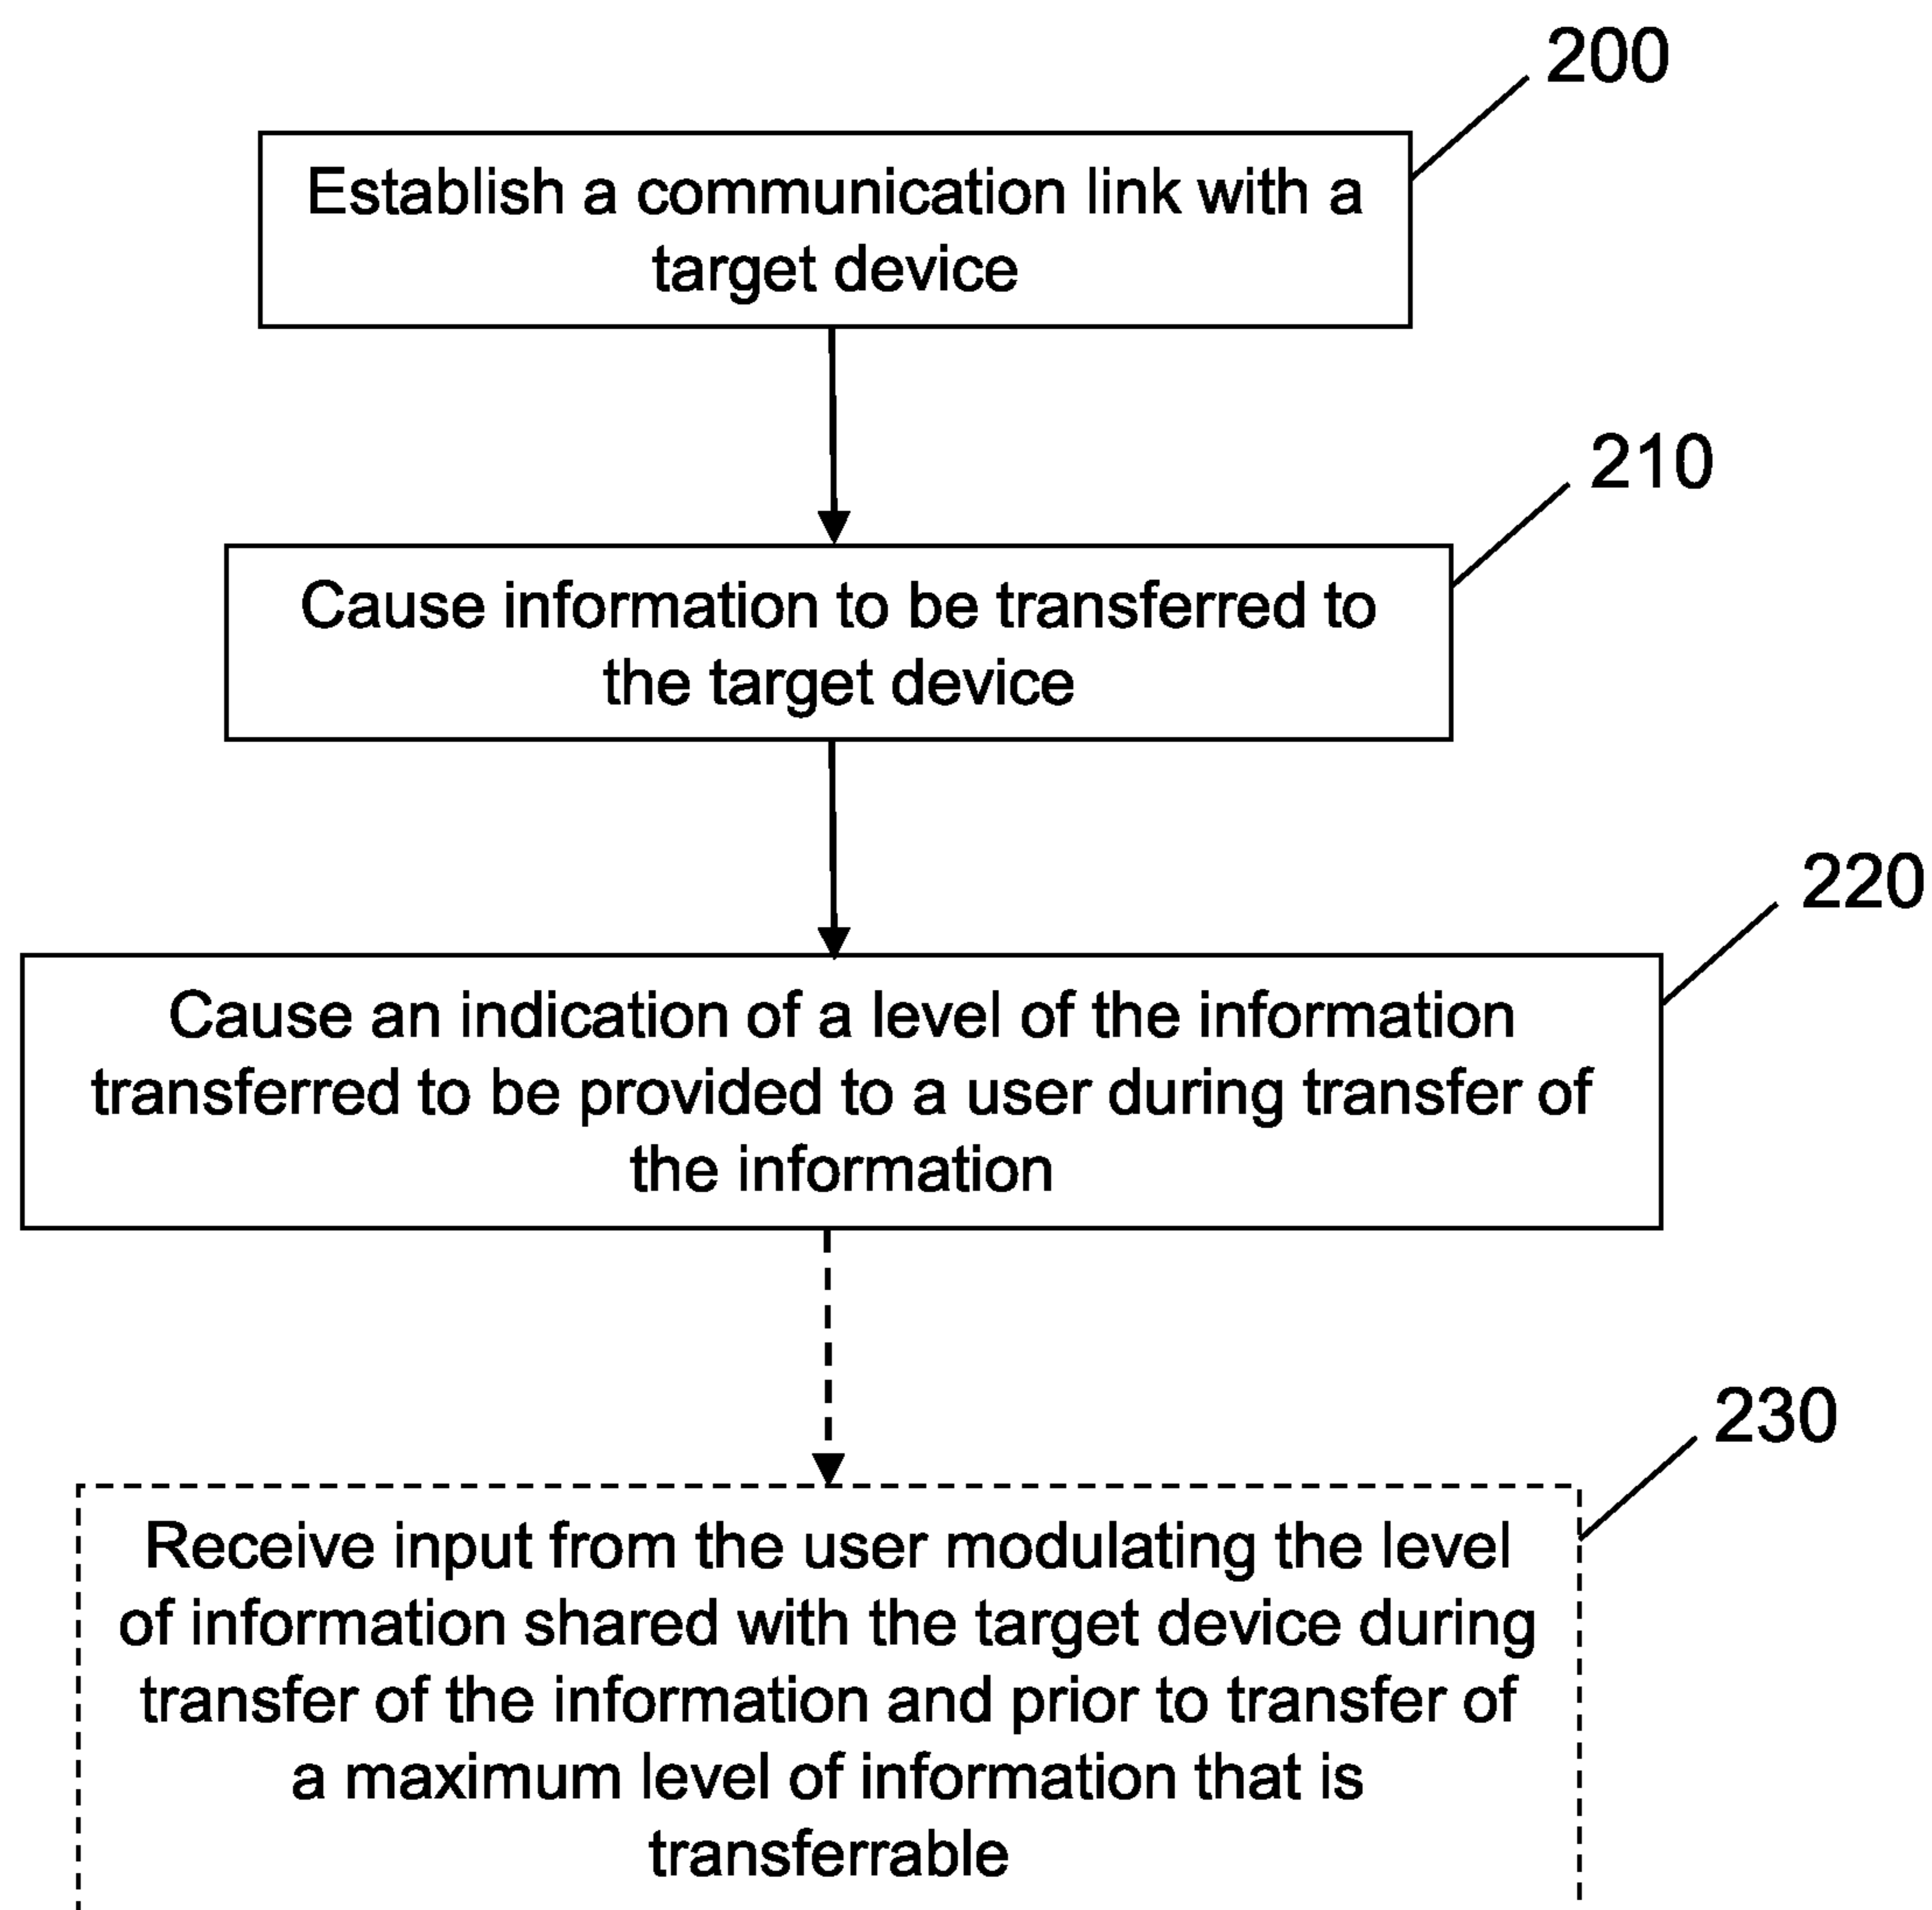 200
Establish a communication link with a
target device
210
Cause information to be transferred to
the target device
220
Cause an indication of a level of the information
transferred to be provided to a user during transfer of
the information
230
Receive input from the user modulating the level
of information shared with the target device during
transfer of the information and prior to transfer of
a maximum level of information that is
transferrable